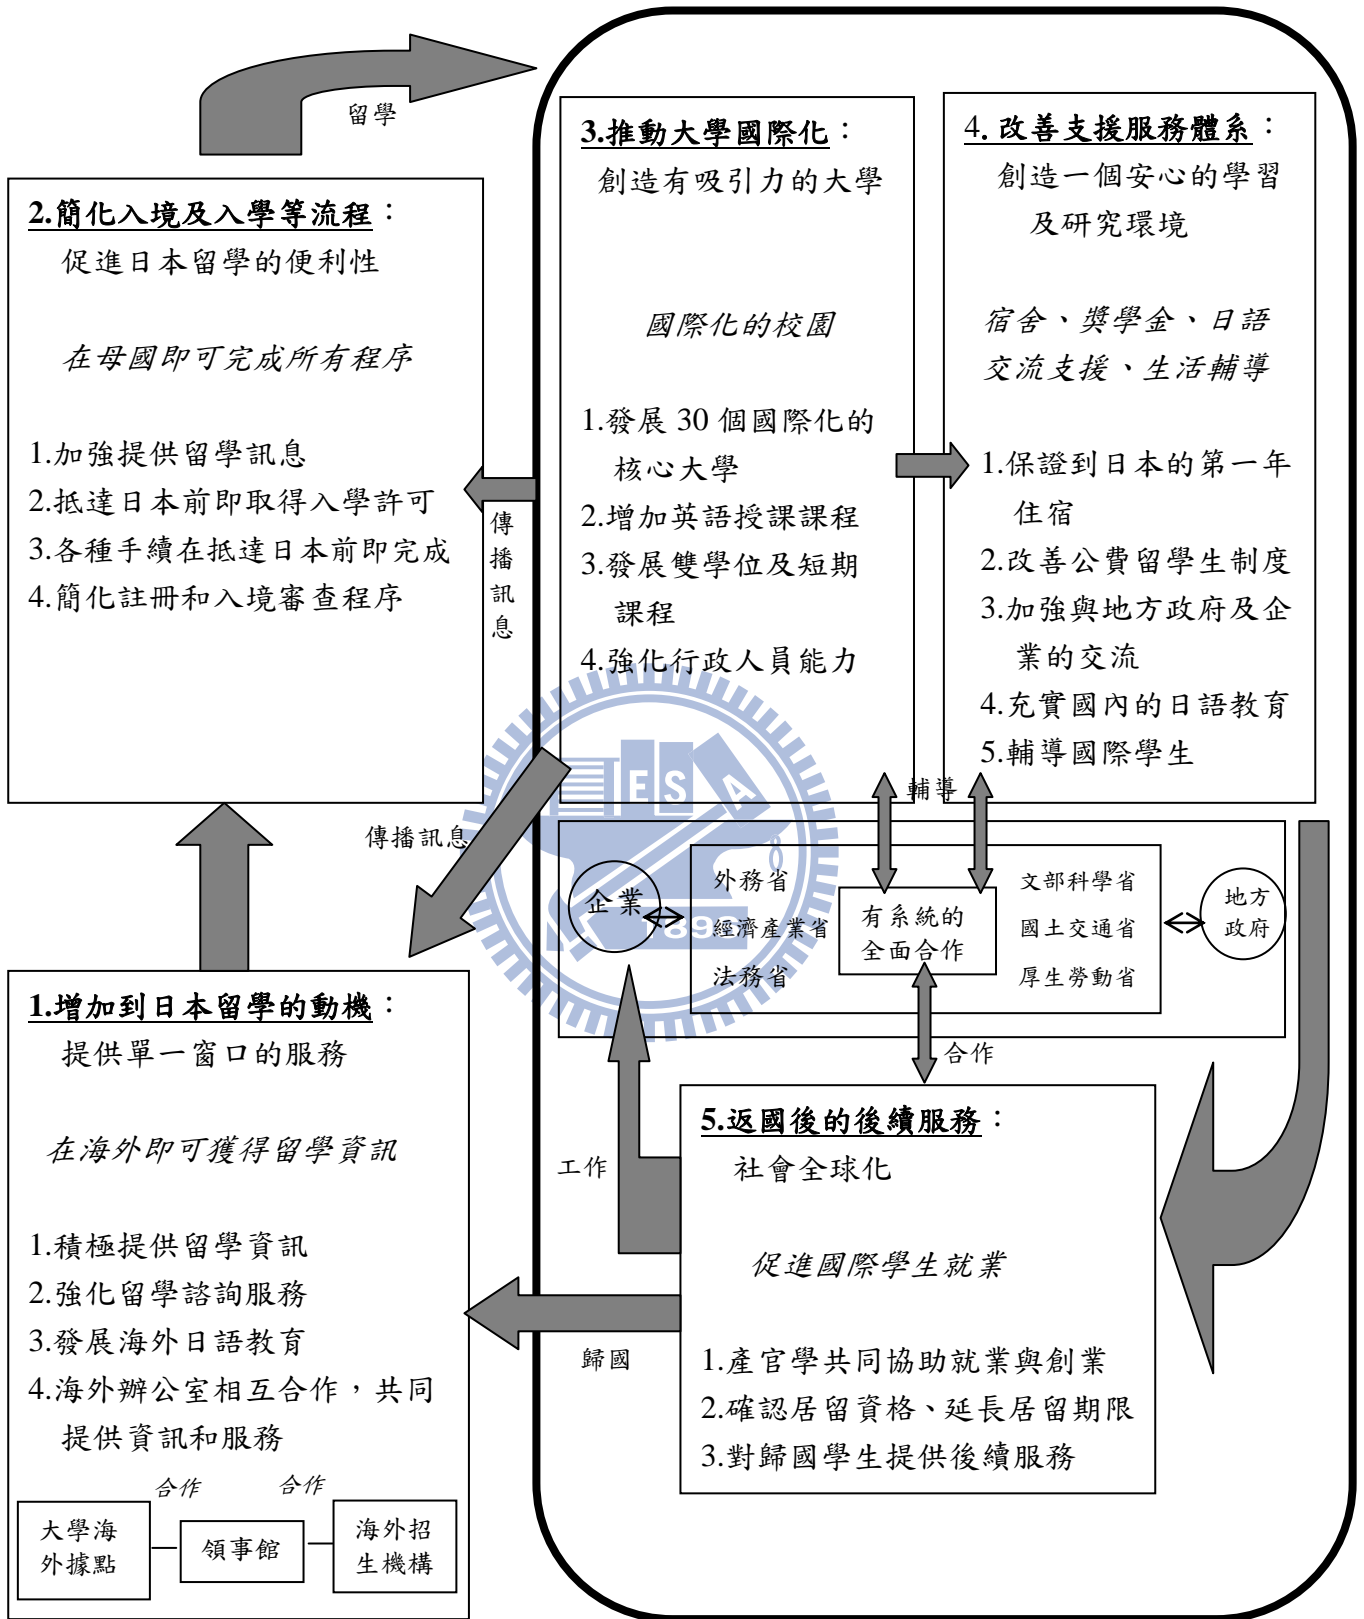 留學
2.簡化入境及入學等流程：
促進日本留學的便利性
在母國即可完成所有程序
1.加強提供留學訊息
2.抵達日本前即取得入學許可
3.各種手續在抵達日本前即完成
4.簡化註冊和入境審查程序
傳
播
訊
息
3.推動大學國際化：
創造有吸引力的大學
國際化的校園
1.發展 30 個國際化的
核心大學
2.增加英語授課課程
3.發展雙學位及短期
課程
4.強化行政人員能力
4.改善支援服務體系：
創造一個安心的學習
及研究環境
宿舍、獎學金、日語
交流支援、生活輔導
1.保證到日本的第一年
住宿
2.改善公費留學生制度
3.加強與地方政府及企
業的交流
4.充實國內的日語教育
5.輔導國際學生
輔導
傳播訊息
企業
外務省
經濟產業省
法務省
有系統的
全面合作
文部科學省
國土交通省
厚生勞動省
地方
政府
E S A
1896
合作
1.增加到日本留學的動機：
提供單一窗口的服務
在海外即可獲得留學資訊
1.積極提供留學資訊
2.強化留學諮詢服務
3.發展海外日語教育
4.海外辦公室相互合作，共同
提供資訊和服務
合作
合作
大學海
外據點
領事館
海外招
生機構
工作
歸國
5.返國後的後續服務：
社會全球化
促進國際學生就業
1.產官學共同協助就業與創業
2.確認居留資格、延長居留期限
3.對歸國學生提供後續服務